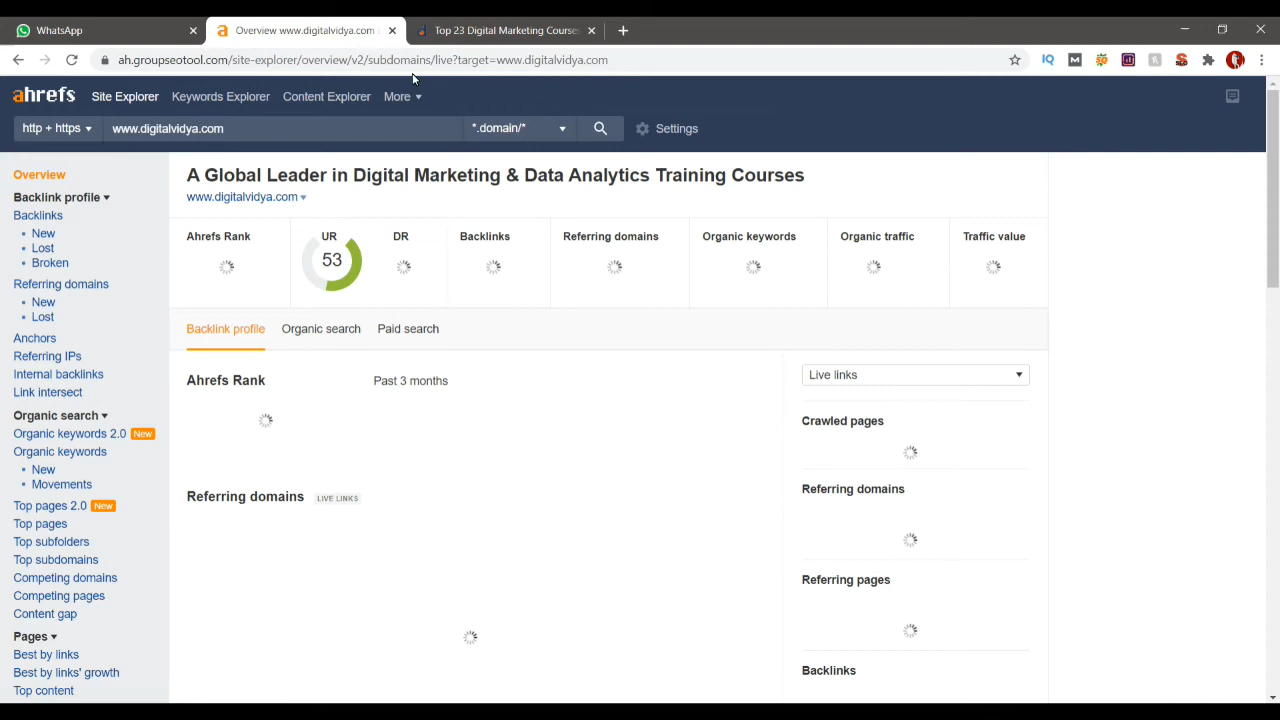 WhatsApp
Overview www.digitalvidya.com
Top 23 Digital Marketing Courses
ah.groupseotool.com/site-explorer/overview/v2/subdomains/live?target=www.digitalvidya.com
IQ
ahrefs
Site Explorer Keywords Explorer Content Explorer More
http + https www.digitalvidya.com *.domain/* Settings
Overview
Backlink profile
Backlinks
New
Lost
Broken
Referring domains
New
Lost
Anchors
Referring IPs
Internal backlinks
Link intersect
Organic search
Organic keywords 2.0 New
Organic keywords
New
Movements
Top pages 2.0 New
Top pages
Top subfolders
Top subdomains
Competing domains
Competing pages
Content gap
Pages
Best by links
Best by links' growth
Top content
A Global Leader in Digital Marketing & Data Analytics Training Courses
www.digitalvidya.com
Ahrefs Rank UR DR Backlinks Referring domains Organic keywords Organic traffic Traffic value
53
Backlink profile Organic search Paid search
Ahrefs Rank Past 3 months
Referring domains LIVE LINKS
Live links
Crawled pages
Referring domains
Referring pages
Backlinks